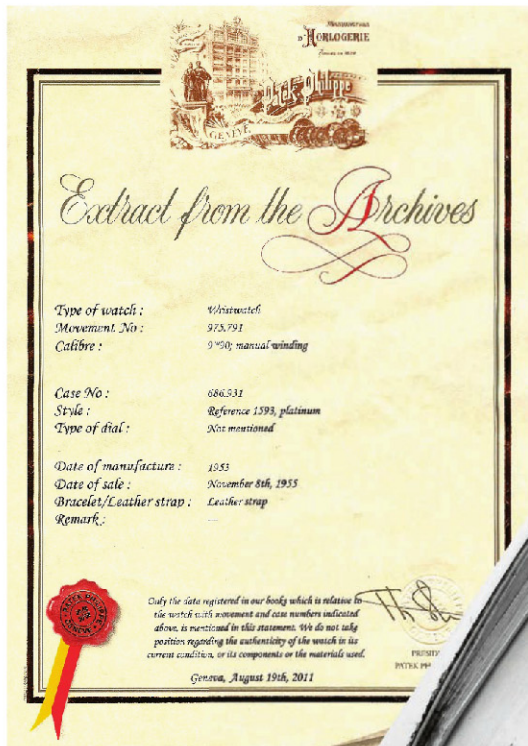 MANUFACTURE
D'HORLOGERIE
Patek Philippe
GENEVE
Extract from the Archives
Type of watch : Wristwatch
Movement No : 975.791
Calibre : 9'''90; manual winding
Case No : 686.931
Style : Reference 1593, platinum
Type of dial : Not mentioned
Date of manufacture : 1953
Date of sale : November 8th, 1955
Bracelet/Leather strap : Leather strap
Remark : ---
Only the data registered in our books which is relative to
the watch with movement and case numbers indicated
above, is mentioned in this statement. We do not take
position regarding the authenticity of the watch in its
current condition, or its components or the materials used.
PRESID
PATEK PH
Geneva, August 19th, 2011